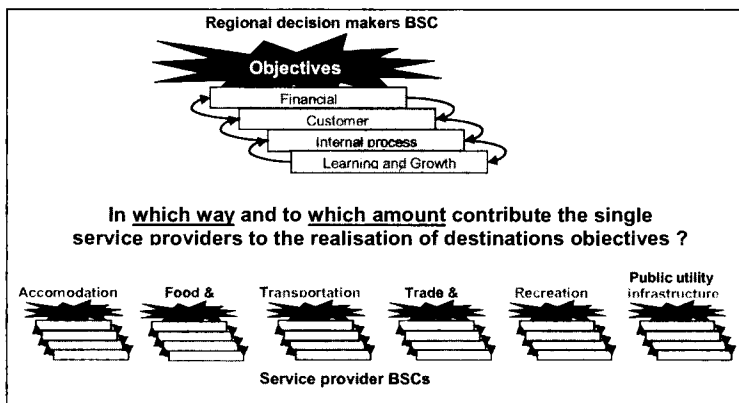 Regional decision makers BSC
Objectives
Financial
Customer
Internal process
Learning and Growth
In which way and to which amount contribute the single
service providers to the realisation of destinations objectives ?
Accomodation Food & Transportation Trade & Recreation Public utility
infrastructure
Service provider BSCs